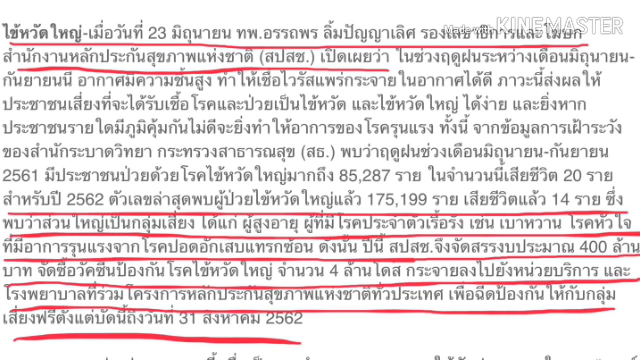 Made with KINEMASTER
ไข้หวัดใหญ่-เมื่อวันที่ 23 มิถุนายน ทพ.อรรถพร ลิ้มปัญญาเลิศ รองเลขาธิการและโฆษก
สำนักงานหลักประกันสุขภาพแห่งชาติ (สปสช.) เปิดเผยว่า ในช่วงฤดูฝนระหว่างเดือนมิถุนายน-
กันยายนนี้ อากาศมีความชื้นสูง ทำให้เชื้อไวรัสแพร่กระจายในอากาศได้ดี ภาวะนี้ส่งผลให้
ประชาชนเสี่ยงที่จะได้รับเชื้อโรคและป่วยเป็นไข้หวัด และไข้หวัดใหญ่ ได้ง่าย และยิ่งหาก
ประชาชนรายใดมีภูมิคุ้มกันไม่ดีจะยิ่งทำให้อาการของโรครุนแรง ทั้งนี้ จากข้อมูลการเฝ้าระวัง
ของสำนักระบาดวิทยา กระทรวงสาธารณสุข (สธ.) พบว่าฤดูฝนช่วงเดือนมิถุนายน-กันยายน
2561 มีประชาชนป่วยด้วยโรคไข้หวัดใหญ่มากถึง 85,287 ราย ในจำนวนนี้เสียชีวิต 20 ราย
สำหรับปี 2562 ตัวเลขล่าสุดพบผู้ป่วยไข้หวัดใหญ่แล้ว 175,199 ราย เสียชีวิตแล้ว 14 ราย ซึ่ง
พบว่าส่วนใหญ่เป็นกลุ่มเสี่ยง ได้แก่ ผู้สูงอายุ ผู้ที่มีโรคประจำตัวเรื้อรัง เช่น เบาหวาน โรคหัวใจ
ที่มีอาการรุนแรงจากโรคปอดอักเสบแทรกซ้อน ดังนั้น ปีนี้ สปสช.จึงจัดสรรงบประมาณ 400 ล้าน
บาท จัดซื้อวัคซีนป้องกันโรคไข้หวัดใหญ่ จำนวน 4 ล้านโดส กระจายลงไปยังหน่วยบริการ และ
โรงพยาบาลที่ร่วมโครงการหลักประกันสุขภาพแห่งชาติทั่วประเทศ เพื่อฉีดป้องกันให้กับกลุ่ม
เสี่ยงฟรีตั้งแต่บัดนี้ถึงวันที่ 31 สิงหาคม 2562